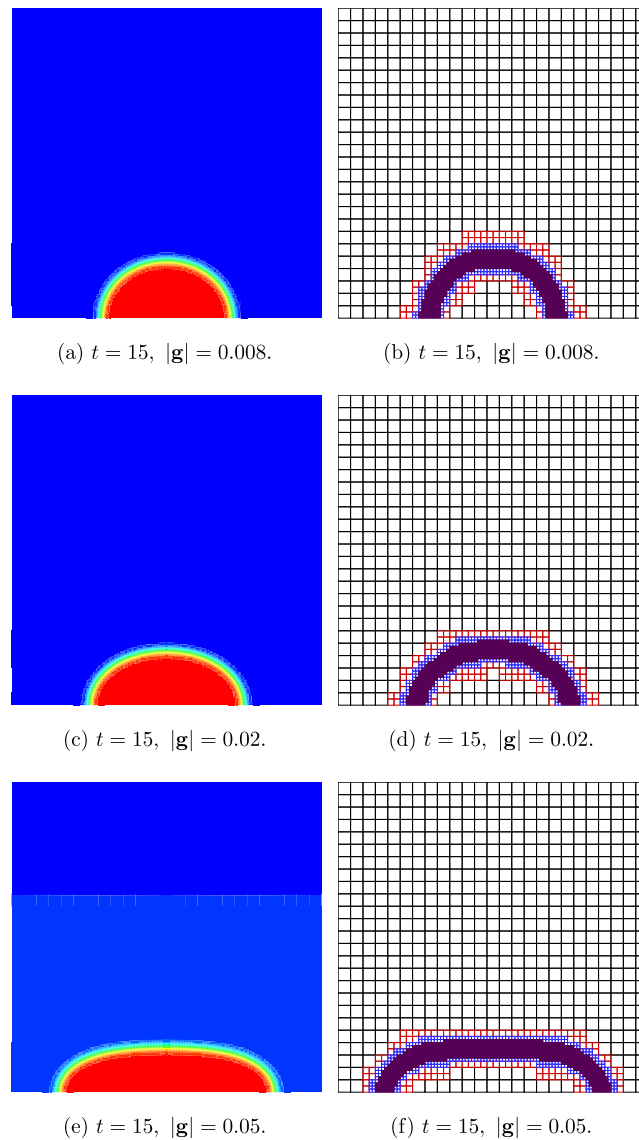 (a) t = 15, |g| = 0.008.
(b) t = 15, |g| = 0.008.
(c) t = 15, |g| = 0.02.
(d) t = 15, |g| = 0.02.
(e) t = 15, |g| = 0.05.
(f) t = 15, |g| = 0.05.